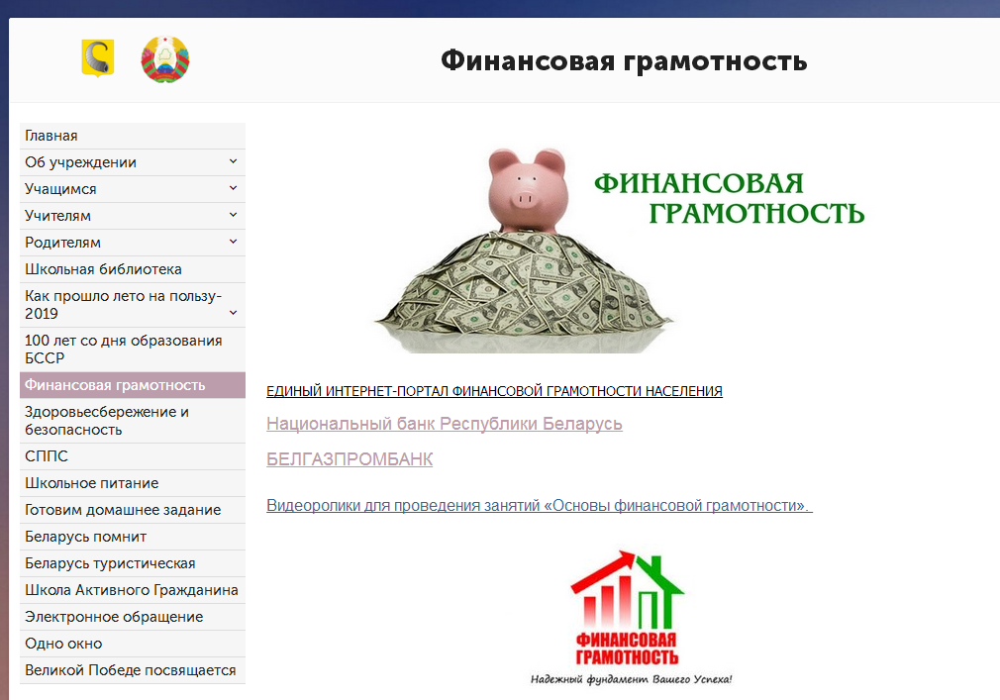 Финансовая грамотность
Главная
Об учреждении
Учащимся
Учителям
Родителям
Школьная библиотека
Как прошло лето на пользу-
2019
100 лет со дня образования
БССР
Финансовая грамотность
Здоровьесбережение и
безопасность
СППС
Школьное питание
Готовим домашнее задание
Беларусь помнит
Беларусь туристическая
Школа Активного Гражданина
Электронное обращение
Одно окно
Великой Победе посвящается
ФИНАНСОВАЯ
ГРАМОТНОСТЬ
ЕДИНЫЙ ИНТЕРНЕТ-ПОРТАЛ ФИНАНСОВОЙ ГРАМОТНОСТИ НАСЕЛЕНИЯ
Национальный банк Республики Беларусь
БЕЛГАЗПРОМБАНК
Видеоролики для проведения занятий «Основы финансовой грамотности».
ФИНАНСОВАЯ
ГРАМОТНОСТЬ
Надежный фундамент Вашего Успеха!